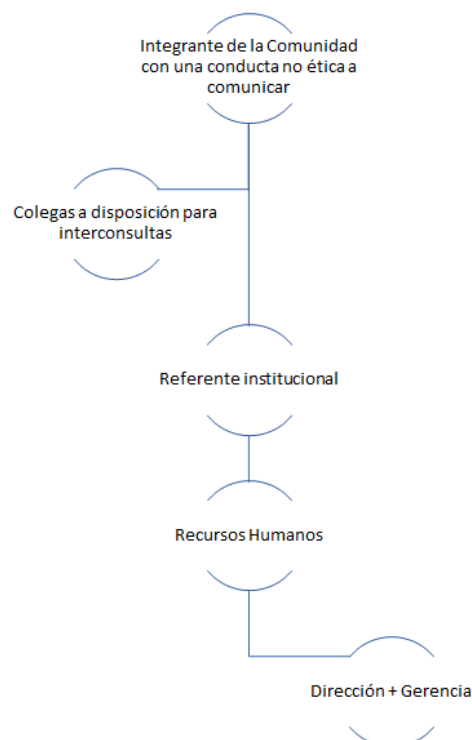 Integrante de la Comunidad
con una conducta no ética a
comunicar
Colegas a disposición para
interconsultas
Referente institucional
Recursos Humanos
Dirección + Gerencia